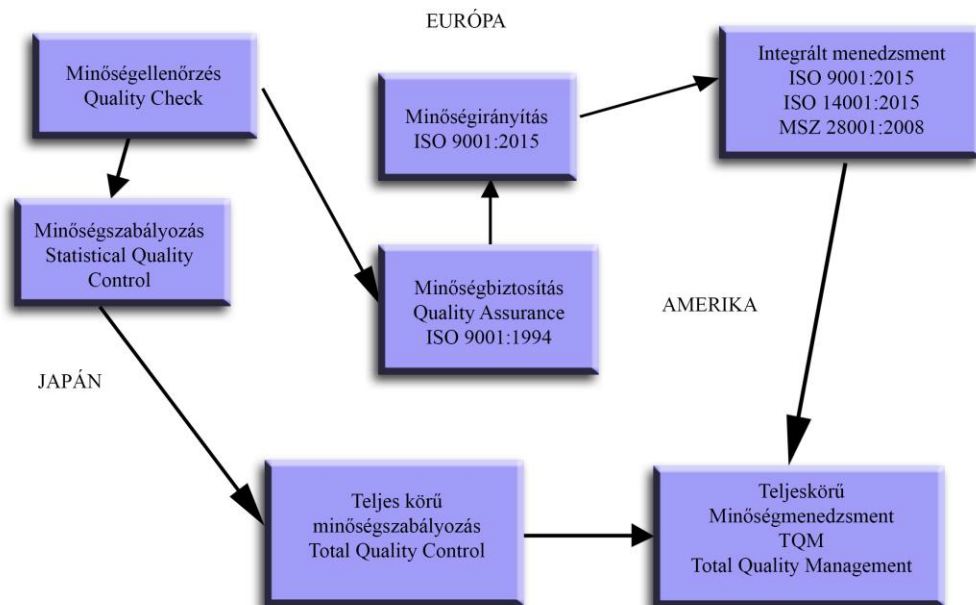 EURÓPA
Minőségellenőrzés
Quality Check
Minőségirányítás
ISO 9001:2015
Integrált menedzsment
ISO 9001:2015
ISO 14001:2015
MSZ 28001:2008
Minőségszabályozás
Statistical Quality
Control
Minőségbiztosítás
Quality Assurance
ISO 9001:1994
AMERIKA
JAPÁN
Teljes körű
minőségszabályozás
Total Quality Control
Teljeskörű
Minőségmenedzsment
TQM
Total Quality Management